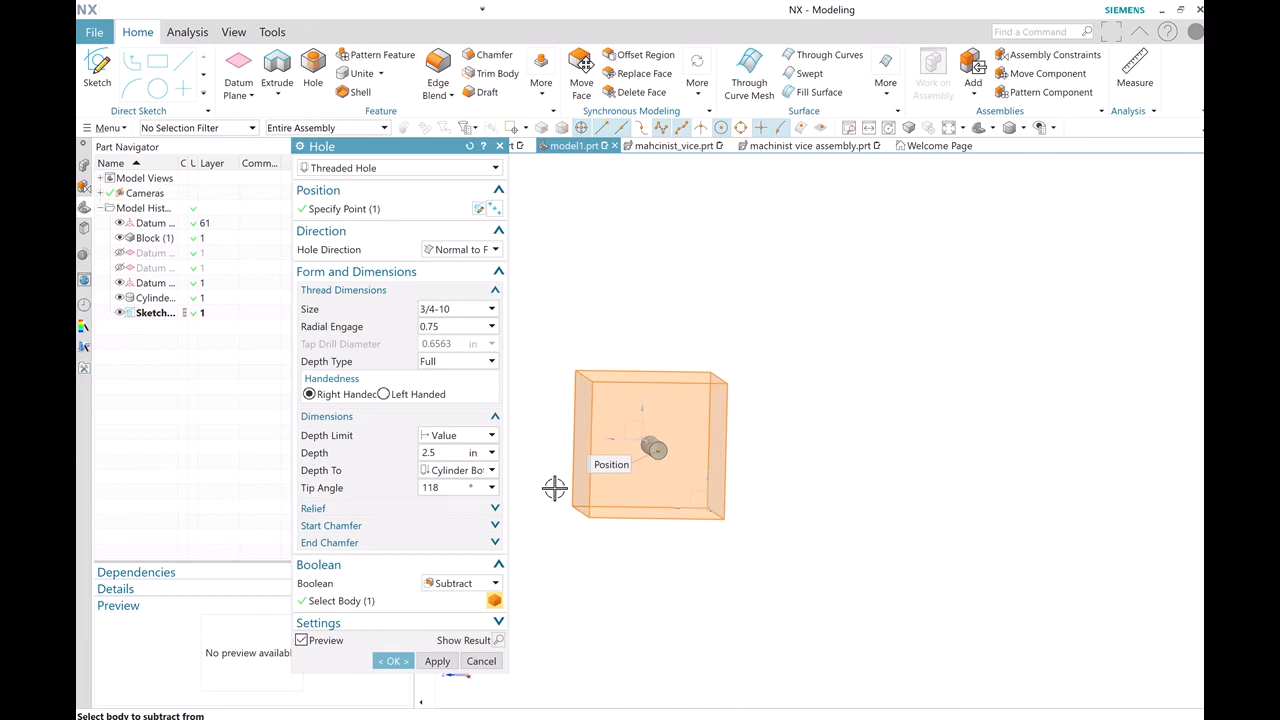 NX
NX - Modeling
SIEMENS
File
Home
Analysis
View
Tools
Find a Command
Sketch
Direct Sketch
Datum
Plane
Extrude
Hole
Pattern Feature
Unite
Shell
Edge
Blend
Chamfer
Trim Body
Draft
More
Feature
Move
Face
Offset Region
Replace Face
Delete Face
More
Synchronous Modeling
Through
Curve Mesh
Through Curves
Swept
Fill Surface
More
Surface
Work on
Assembly
Add
Assembly Constraints
Move Component
Pattern Component
Assemblies
Measure
Analysis
Menu
No Selection Filter
Entire Assembly
Part Navigator
Name
C
U
Layer
Comm...
Model Views
Cameras
Model Hist...
Datum ... 61
Block (1) 1
Datum ... 1
Datum ... 1
Datum ... 1
Cylinde... 1
Sketch... 1
Dependencies
Details
Preview
No preview availabl
Hole
Threaded Hole
Position
Specify Point (1)
Direction
Hole Direction
Normal to F
Form and Dimensions
Thread Dimensions
Size 3/4-10
Radial Engage 0.75
Tap Drill Diameter 0.6563 in
Depth Type Full
Handedness
Right Handec
Left Handed
Dimensions
Depth Limit Value
Depth 2.5 in
Depth To Cylinder Bo
Tip Angle 118 °
Relief
Start Chamfer
End Chamfer
Boolean
Boolean Subtract
Select Body (1)
Settings
Preview
Show Result
< OK >
Apply
Cancel
rt
model1.prt
mahcinist_vice.prt
machinist vice assembly.prt
Welcome Page
Position
Select body to subtract from